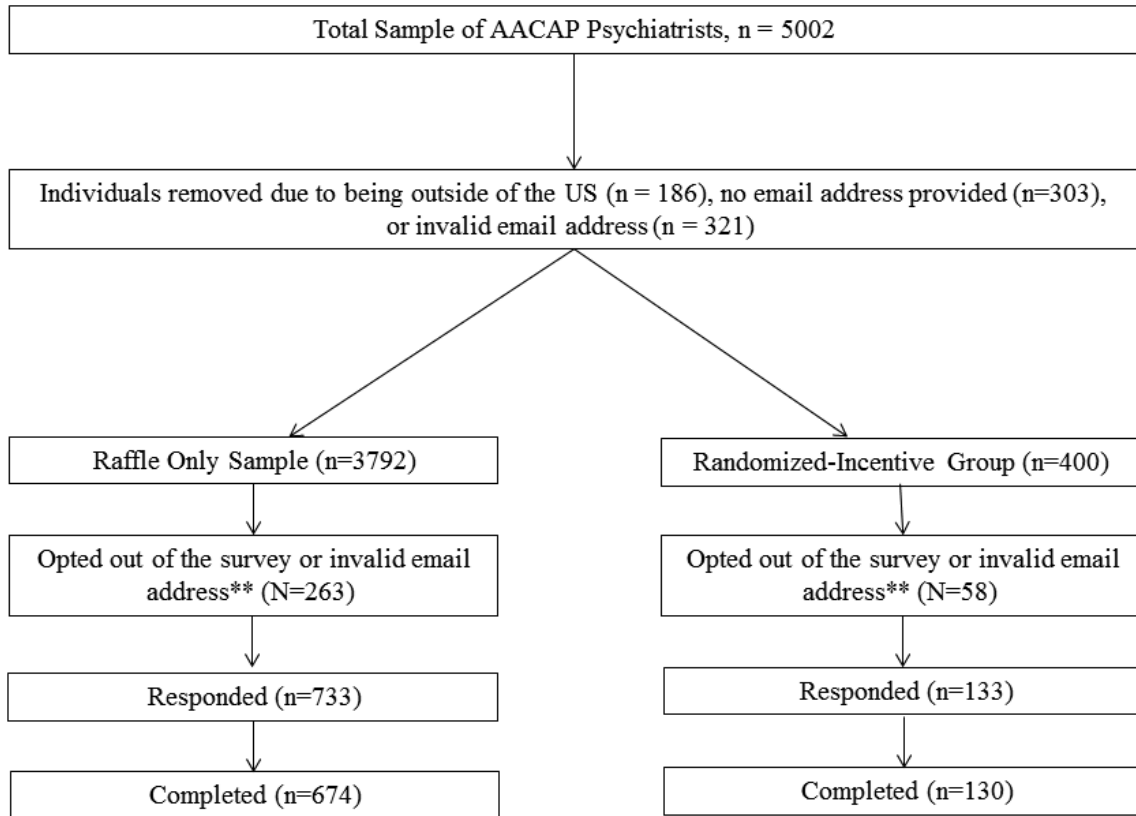 Total Sample of AACAP Psychiatrists, n = 5002
Individuals removed due to being outside of the US (n = 186), no email address provided (n=303),
or invalid email address (n = 321)
Raffle Only Sample (n=3792)
Randomized-Incentive Group (n=400)
Opted out of the survey or invalid email
address** (N=263)
Opted out of the survey or invalid email
address** (N=58)
Responded (n=733)
Responded (n=133)
Completed (n=674)
Completed (n=130)